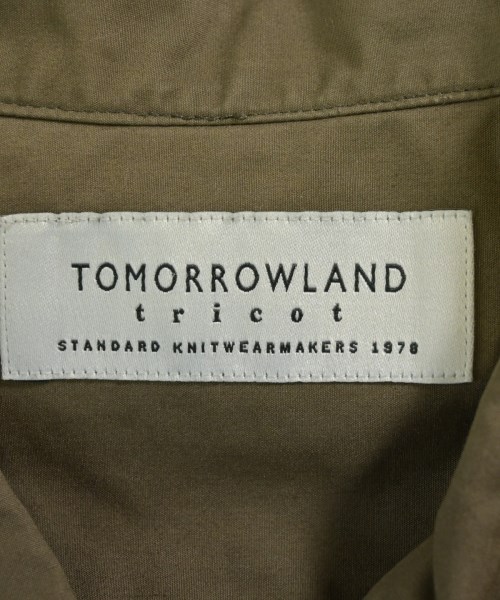 TOMORROWLAND
tricot
STANDARD KNITWEARMAKERS 1978